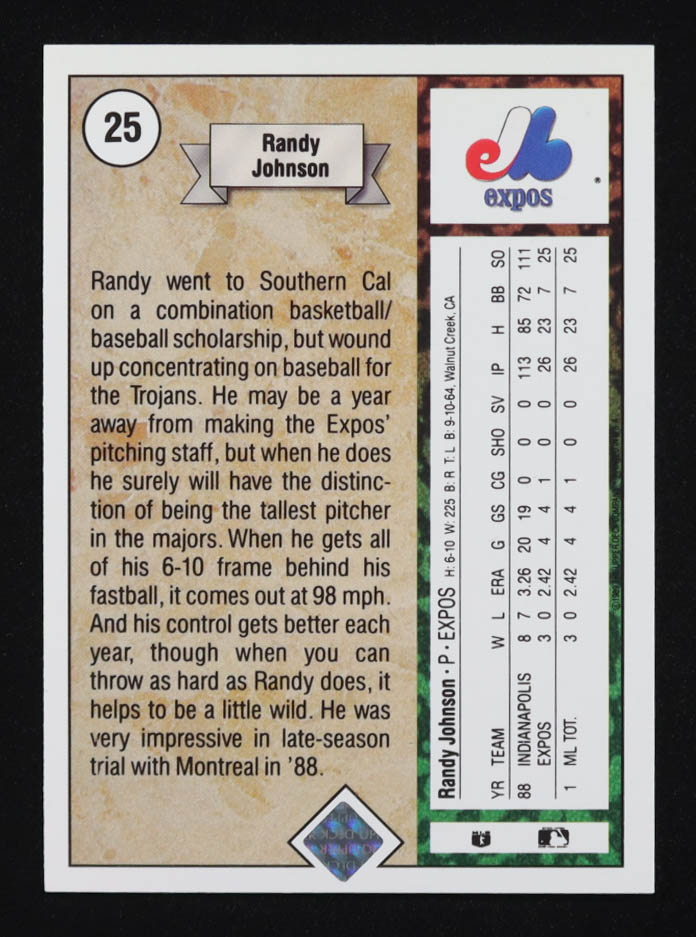 25
Randy
Johnson
Randy went to Southern Cal
on a combination basketball/
baseball scholarship, but wound
up concentrating on baseball for
the Trojans. He may be a year
away from making the Expos'
pitching staff, but when he does
he surely will have the distinc-
tion of being the tallest pitcher
in the majors. When he gets all
of his 6-10 frame behind his
fastball, it comes out at 98 mph.
And his control gets better each
year, though when you can
throw as hard as Randy does, it
helps to be a little wild. He was
very impressive in late-season
trial with Montreal in '88.
expos
Randy Johnson · P · EXPOS H: 6-10 W: 225 B: R T: L B: 9-10-64, Walnut Creek, CA
YR TEAM W L ERA G GS CG SHO SV IP H BB SO
88 INDIANAPOLIS 8 7 3.26 20 19 0 0 0 113 85 72 111
EXPOS 3 0 2.42 4 4 1 0 0 26 23 7 25
1 ML TOT. 3 0 2.42 4 4 1 0 0 26 23 7 25